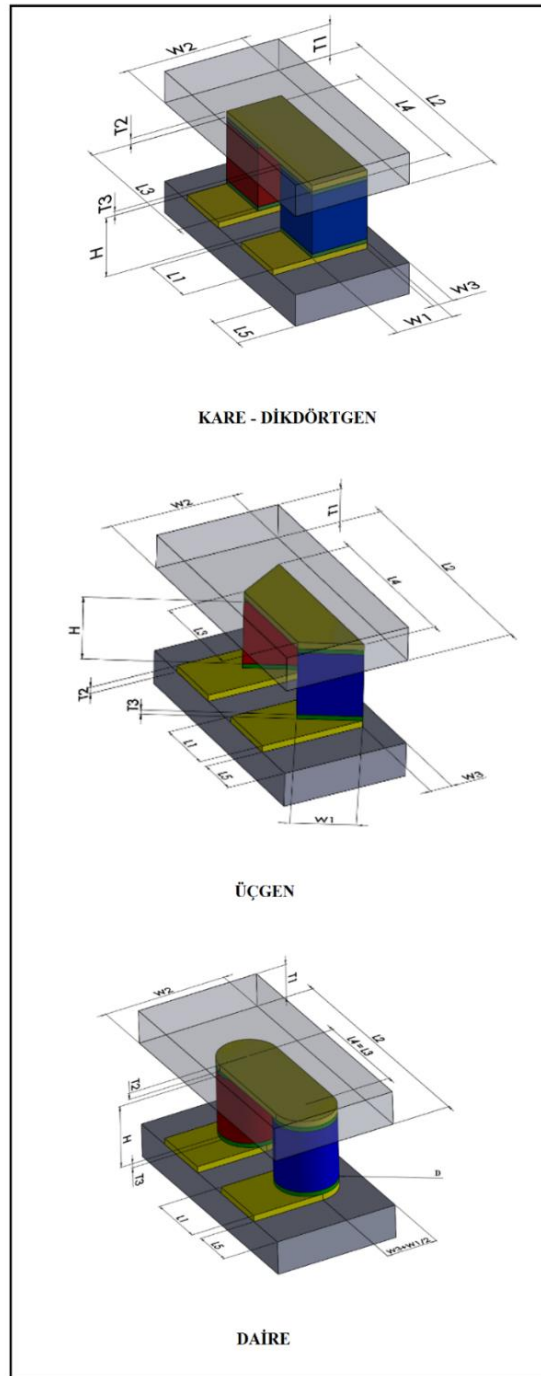 W2
T1
L2
L4
T2
L3
T3
H
L1
L5
W3
W1
KARE - DİKDÖRTGEN
W2
T1
L2
L4
H
L3
T2
T3
L1
L5
W3
W1
ÜÇGEN
W2
T1
L2
L4=L3
T2
H
T3
D
L1
L5
W3+W1/2
DAİRE